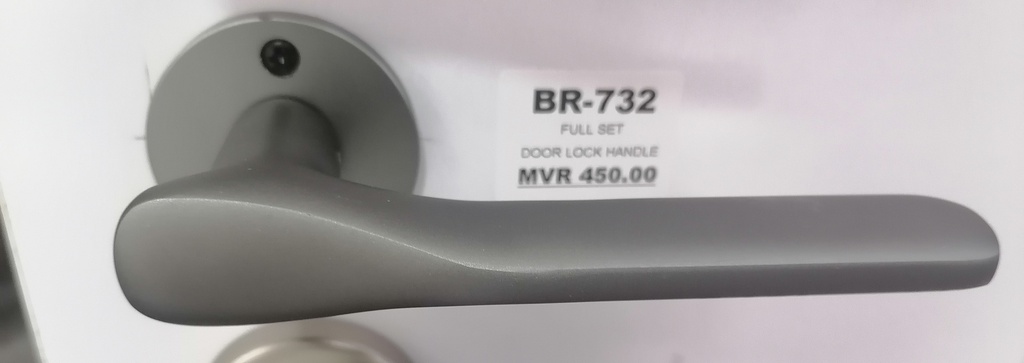 BR-732
FULL SET
DOOR LOCK HANDLE
MVR 450.00